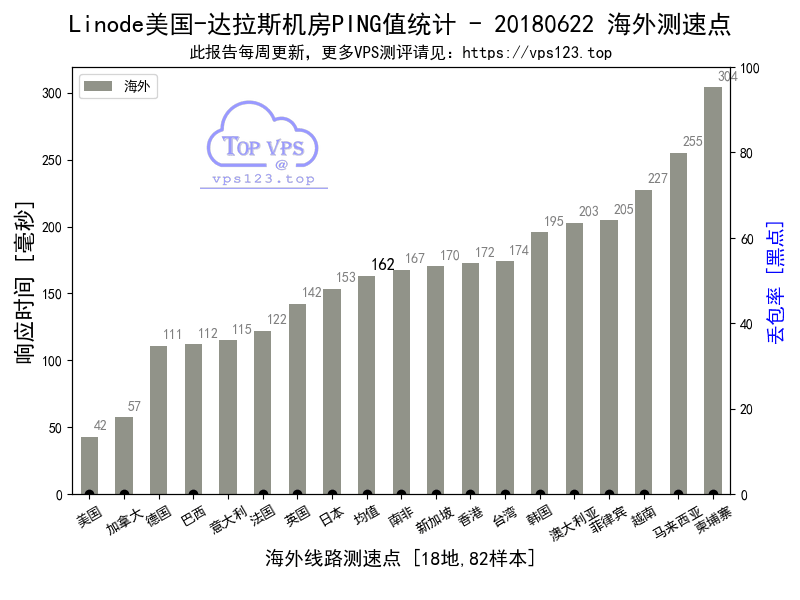 Linode美国-达拉斯机房PING值统计 - 20180622 海外测速点
此报告每周更新，更多VPS测评请见：https://vps123.top
海外
TOP VPS
@
vps123.top
响应时间 [毫秒]
300
250
200
150
100
50
0
42
57
111
112
115
122
142
153
162
167
170
172
174
195
203
205
227
255
304
100
80
60
40
20
0
丢包率 [黑点]
美国
加拿大
德国
巴西
意大利
法国
英国
日本
均值
南非
新加坡
香港
台湾
韩国
澳大利亚
菲律宾
越南
马来西亚
柬埔寨
海外线路测速点 [18地,82样本]